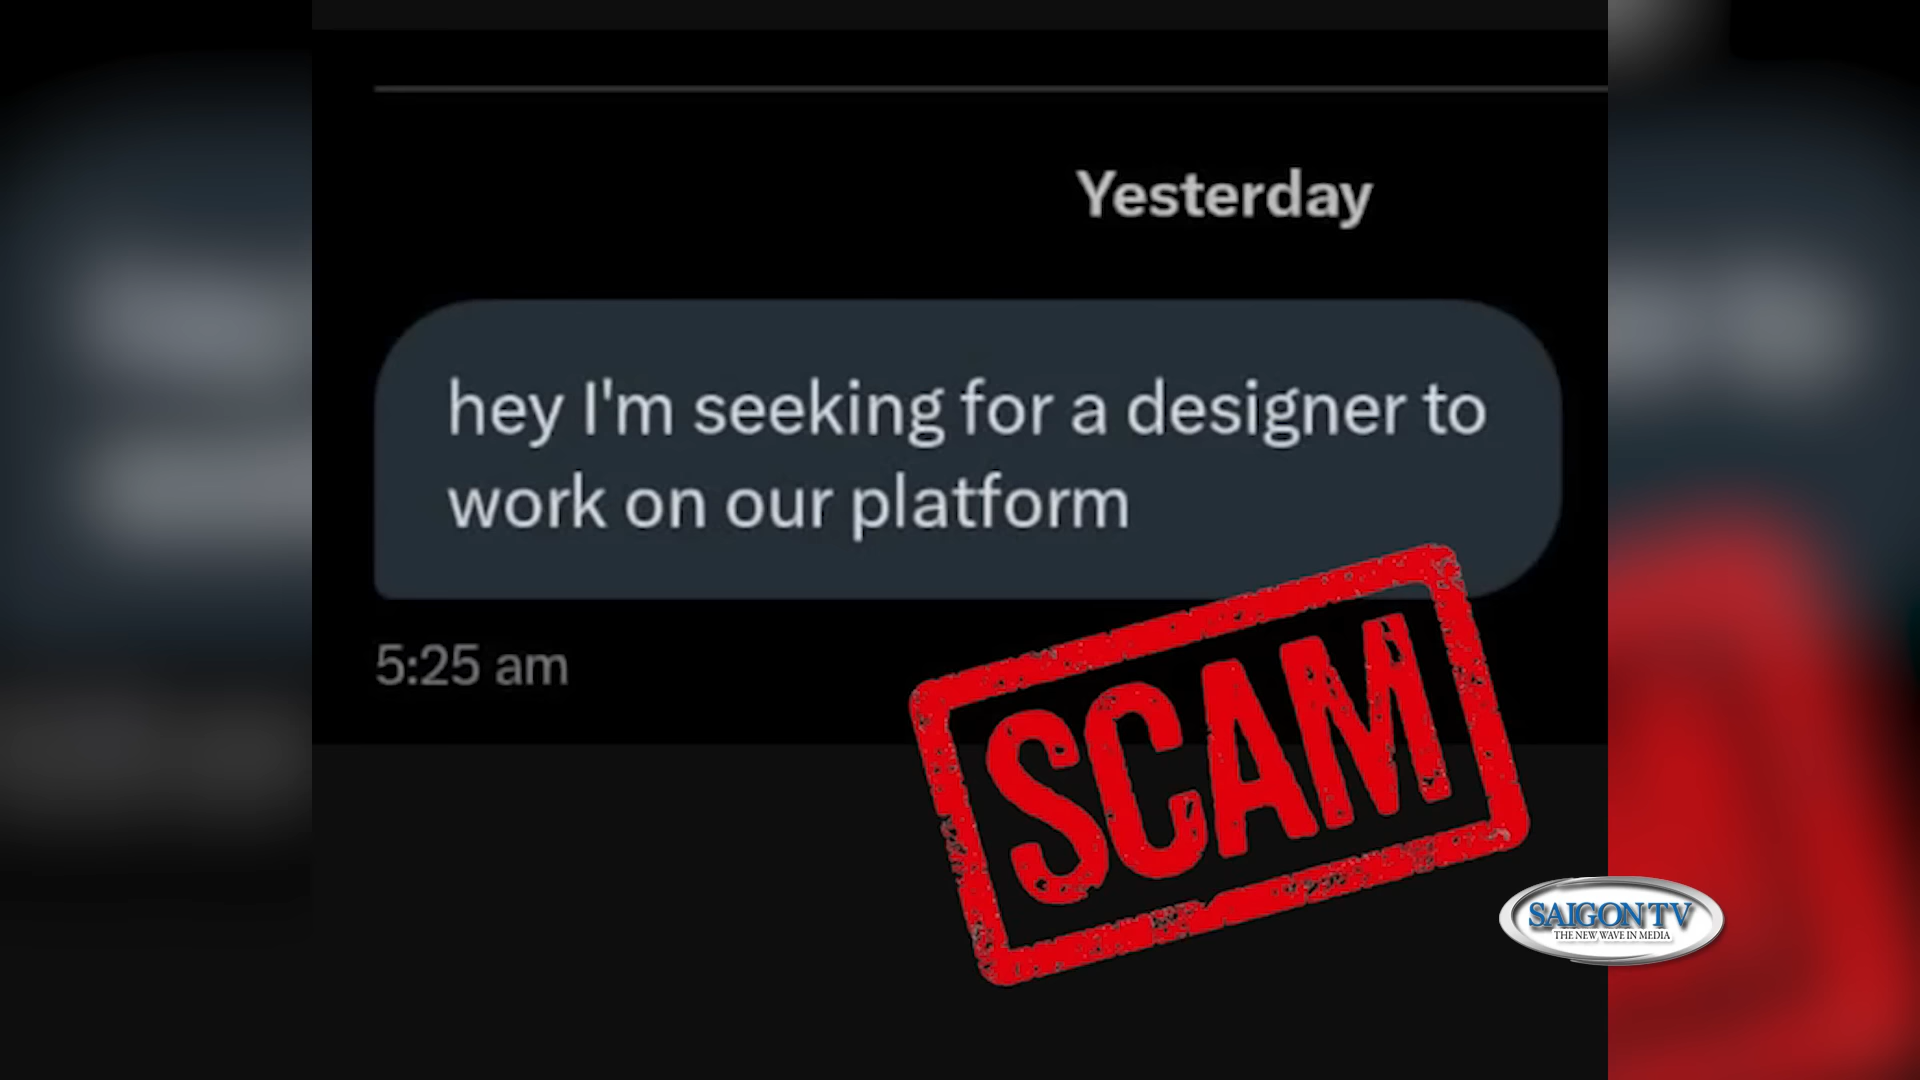 Yesterday
hey I'm seeking for a designer to
work on our platform
5:25 am
SCAM
SAIGON TV
THE NEW WAVE IN MEDIA